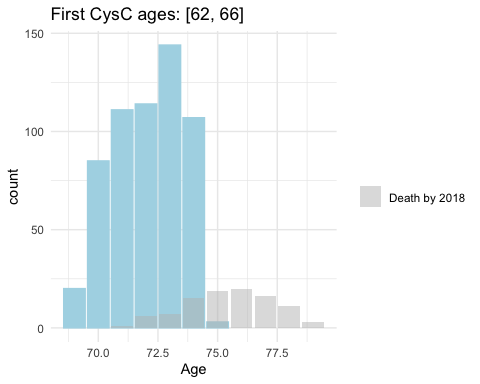 First CysC ages: [62, 66]
150
100
50
0
count
70.0 72.5 75.0 77.5
Age
Death by 2018